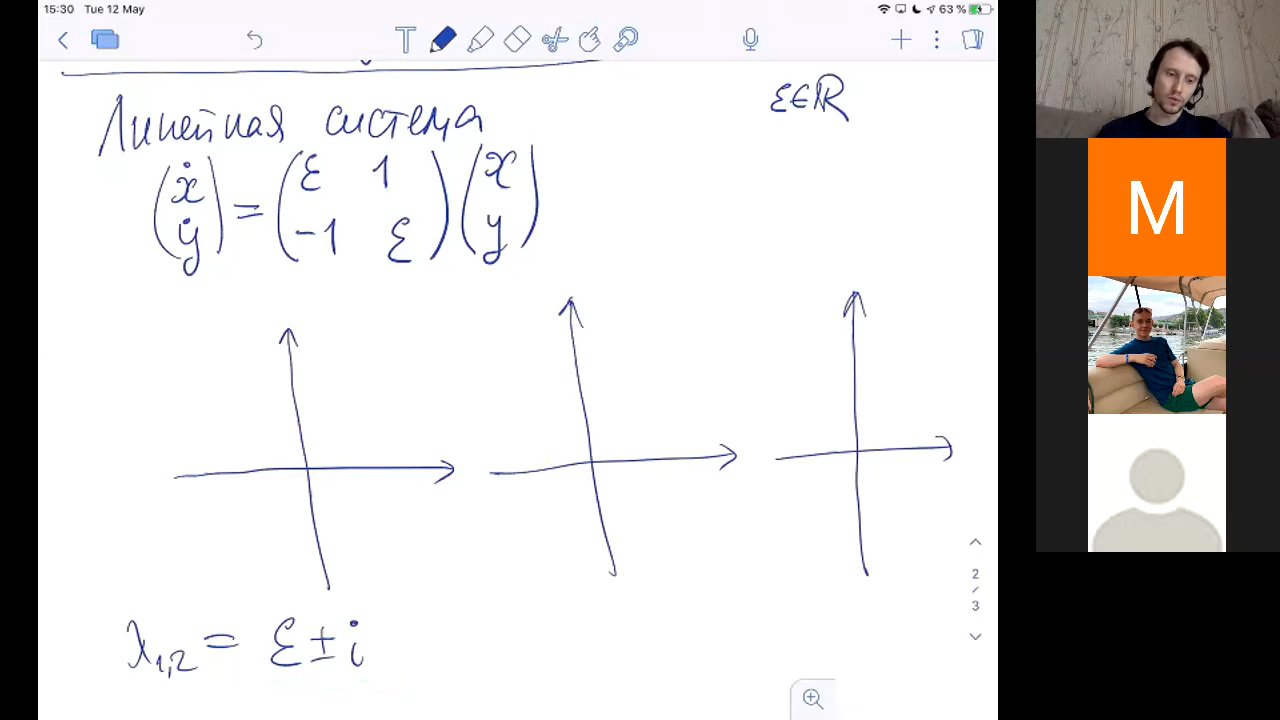 15:30 Tue 12 May
63 %
T
Линейная система
ε∈ℝ
(ẋ ẏ) = (ε 1 -1 ε)(x y)
λ1,2 = ε ± i
2
/
3
M